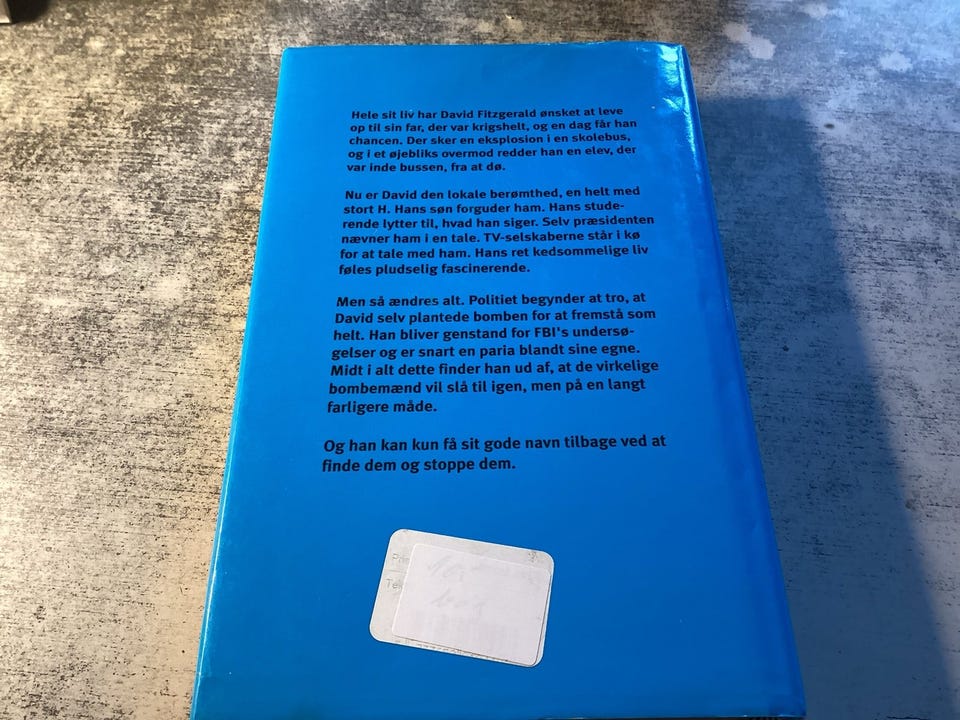 Hele sit liv har David Fitzgerald ønsket at leve
op til sin far, der var krigshelt, og en dag får han
chancen. Der sker en eksplosion i en skolebus,
og i et øjebliks overmod redder han en elev, der
var inde bussen, fra at dø.
Nu er David den lokale berømthed, en helt med
stort H. Hans søn forguder ham. Hans stude-
rende lytter til, hvad han siger. Selv præsidenten
nævner ham i en tale. TV-selskaberne står i kø
for at tale med ham. Hans ret kedsommelige liv
føles pludselig fascinerende.
Men så ændres alt. Politiet begynder at tro, at
David selv plantede bomben for at fremstå som
helt. Han bliver genstand for FBI's undersø-
gelser og er snart en paria blandt sine egne.
Midt i alt dette finder han ud af, at de virkelige
bombemænd vil slå til igen, men på en langt
farligere måde.
Og han kan kun få sit gode navn tilbage ved at
finde dem og stoppe dem.